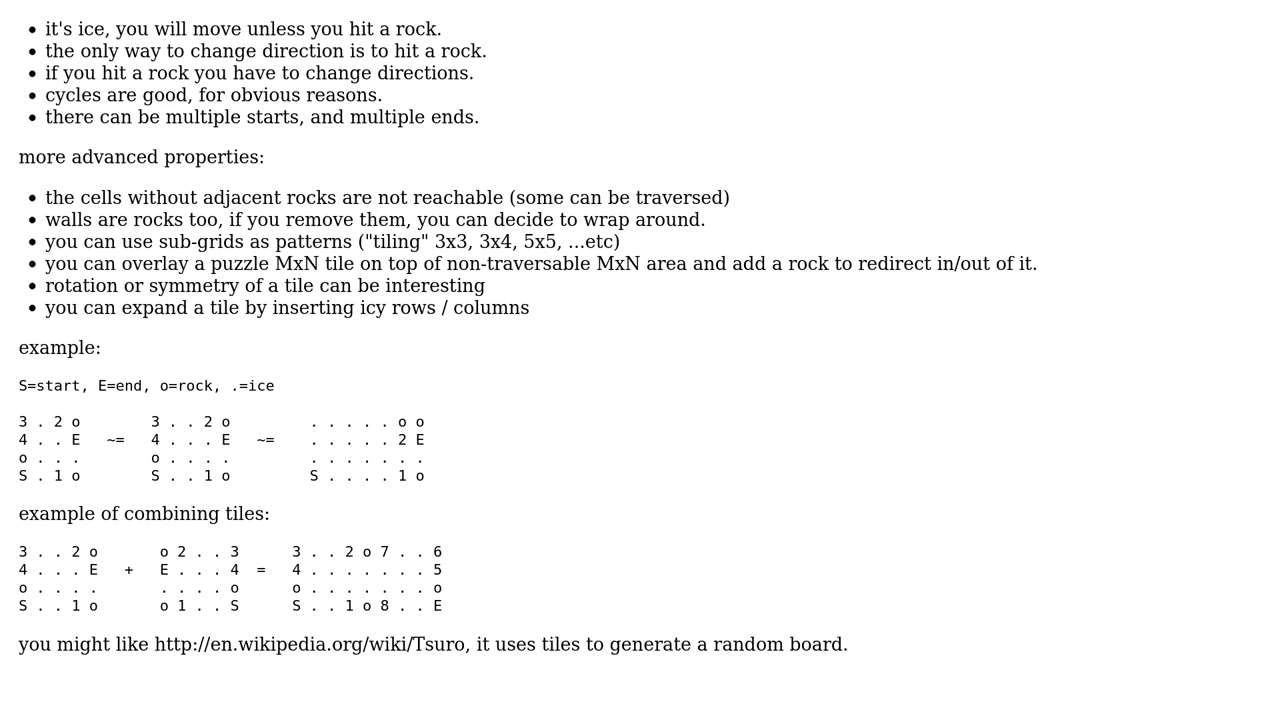 • it's ice, you will move unless you hit a rock.
• the only way to change direction is to hit a rock.
• if you hit a rock you have to change directions.
• cycles are good, for obvious reasons.
• there can be multiple starts, and multiple ends.
more advanced properties:
• the cells without adjacent rocks are not reachable (some can be traversed)
• walls are rocks too, if you remove them, you can decide to wrap around.
• you can use sub-grids as patterns ("tiling" 3x3, 3x4, 5x5, ...etc)
• you can overlay a puzzle MxN tile on top of non-traversable MxN area and add a rock to redirect in/out of it.
• rotation or symmetry of a tile can be interesting
• you can expand a tile by inserting icy rows / columns
example:
S=start, E=end, o=rock, .=ice
3 . 2 o        3 . . 2 o         . . . . . o o
4 . . E   ~=   4 . . . E   ~=    . . . . . 2 E
o . . .        o . . . .         . . . . . . .
S . 1 o        S . . 1 o         S . . . . 1 o
example of combining tiles:
3 . . 2 o       o 2 . . 3      3 . . 2 o 7 . . 6
4 . . . E   +   E . . . 4  =   4 . . . . . . . 5
o . . . .       . . . . o      o . . . . . . . o
S . . 1 o       o 1 . . S      S . . 1 o 8 . . E
you might like http://en.wikipedia.org/wiki/Tsuro, it uses tiles to generate a random board.